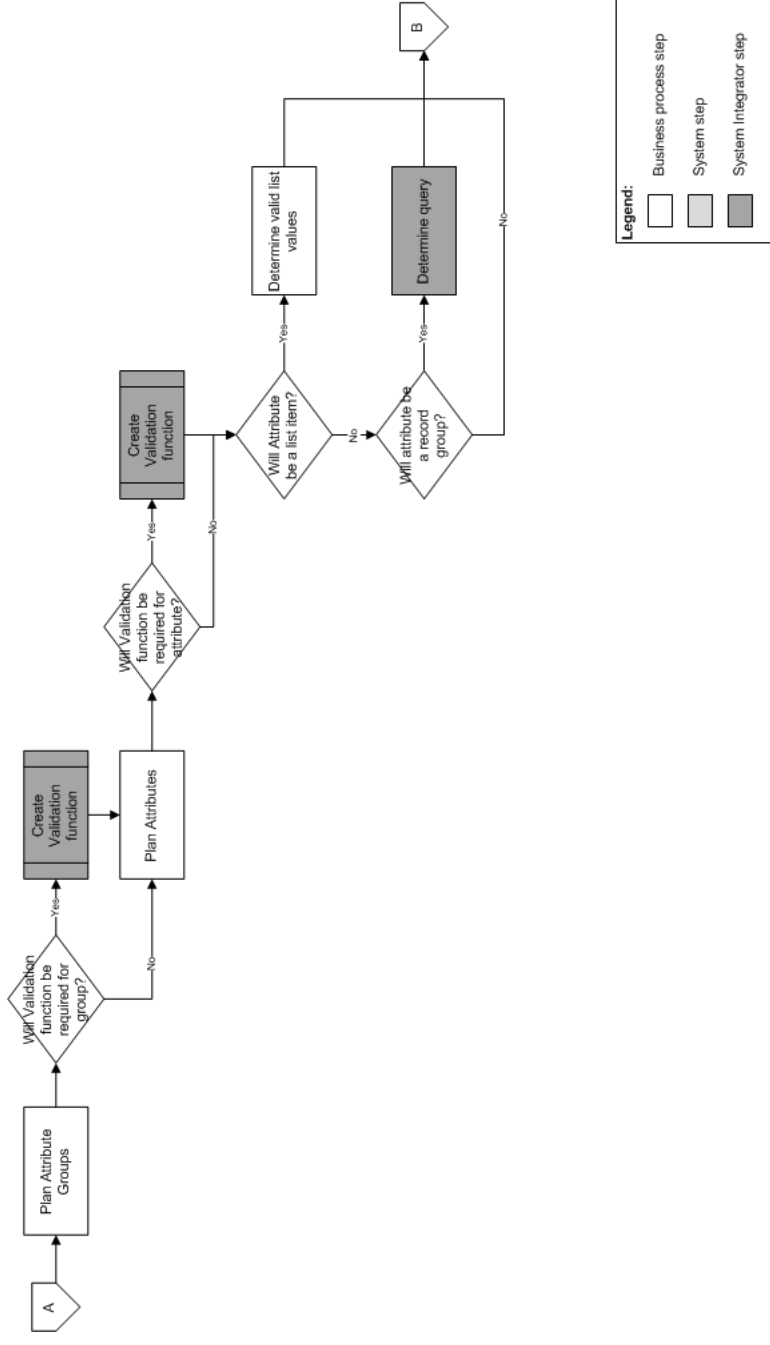 A
Plan Attribute
Groups
Will Validation
function be
required for
group?
Yes
No
Create
Validation
function
Plan Attributes
Will Validation
function be
required for
attribute?
Yes
No
Create
Validation
function
Will Attribute
be a list item?
Yes
No
Determine valid list
values
Will attribute be
a record
group?
Yes
No
Determine query
B
Legend:
Business process step
System step
System Integrator step